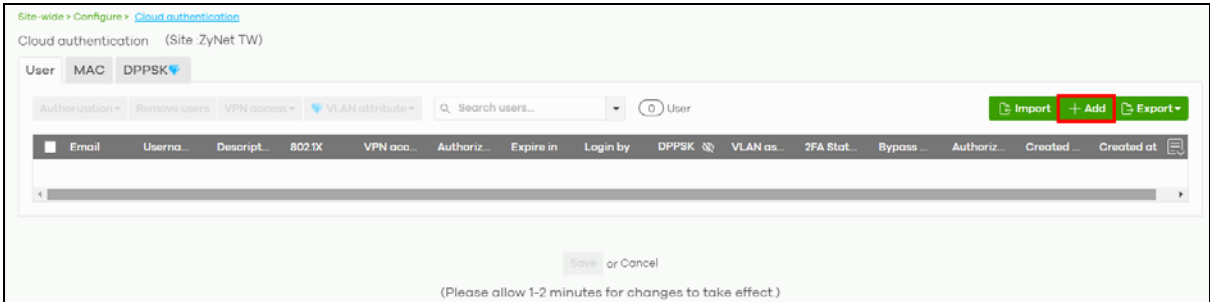 Site-wide > Configure > Cloud authentication
Cloud authentication (Site :ZyNet TW)
User MAC DPPSK
Authorization Remove users VPN access VLAN attribute Search users... 0 User Import + Add Export
Email Userna... Descript... 802.1X VPN acc... Authoriz... Expire in Login by DPPSK VLAN as... 2FA Stat... Bypass ... Authoriz... Created ... Created at
Save or Cancel
(Please allow 1-2 minutes for changes to take effect.)